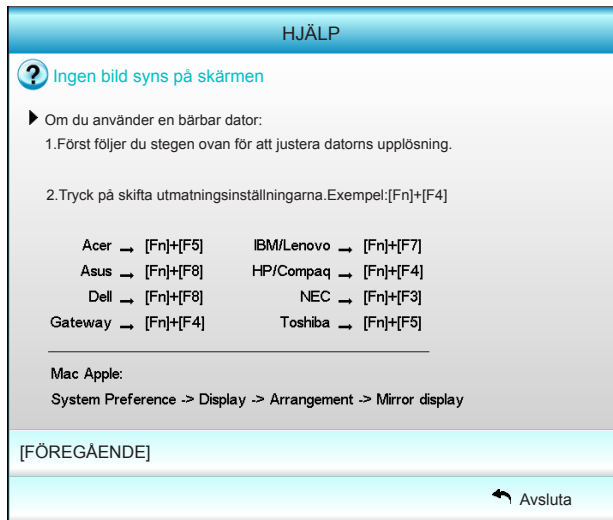 HJÄLP
? Ingen bild syns på skärmen
Om du använder en bärbar dator:
1.Först följer du stegen ovan för att justera datorns upplösning.
2.Tryck på skifta utmatningsinställningarna.Exempel:[Fn]+[F4]
Acer → [Fn]+[F5] IBM/Lenovo → [Fn]+[F7]
Asus → [Fn]+[F8] HP/Compaq → [Fn]+[F4]
Dell → [Fn]+[F8] NEC → [Fn]+[F3]
Gateway → [Fn]+[F4] Toshiba → [Fn]+[F5]
Mac Apple:
System Preference -> Display -> Arrangement -> Mirror display
[FÖREGÅENDE]
Avsluta